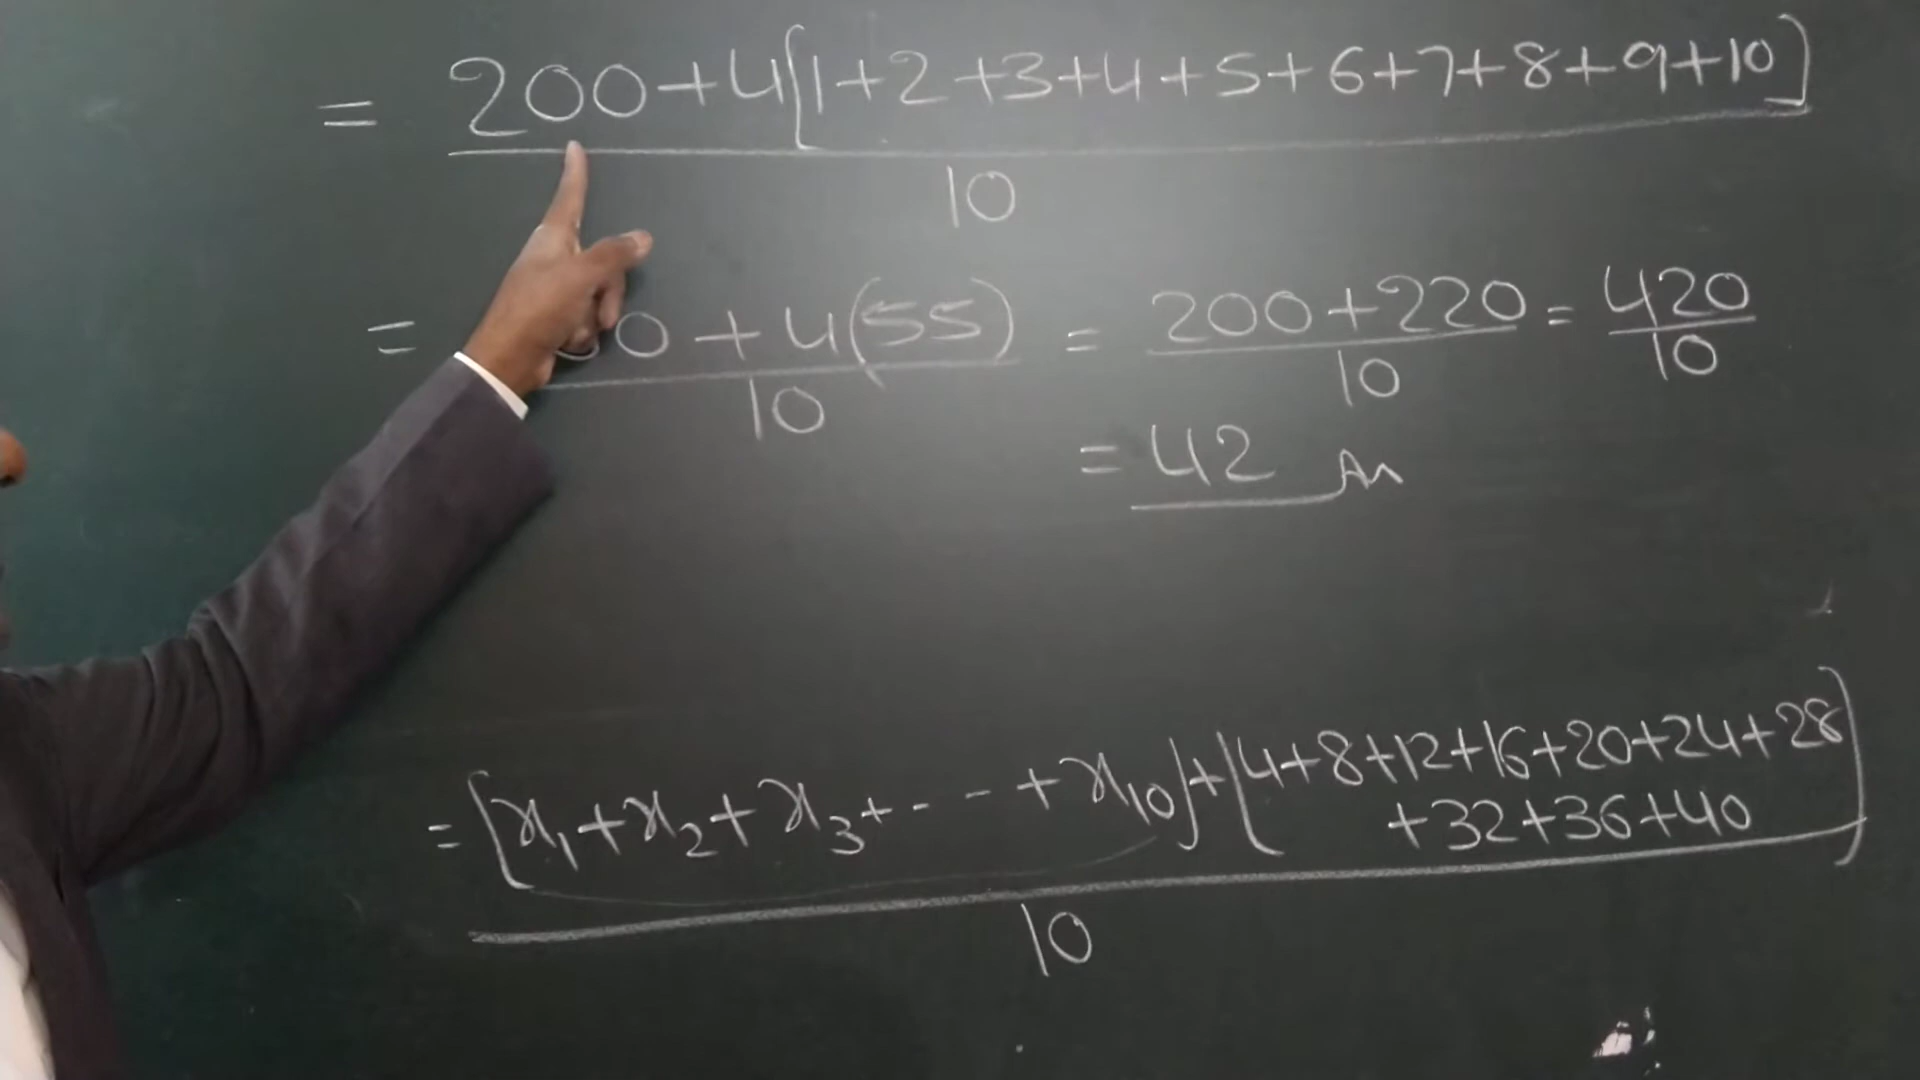 = 200+4[1+2+3+4+5+6+7+8+9+10]
10
= 0+4(55) = 200+220 = 420
10 10 10
= 42 An
= [x₁+x₂+x₃+---+x₁₀]+[4+8+12+16+20+24+28
+32+36+40]
10